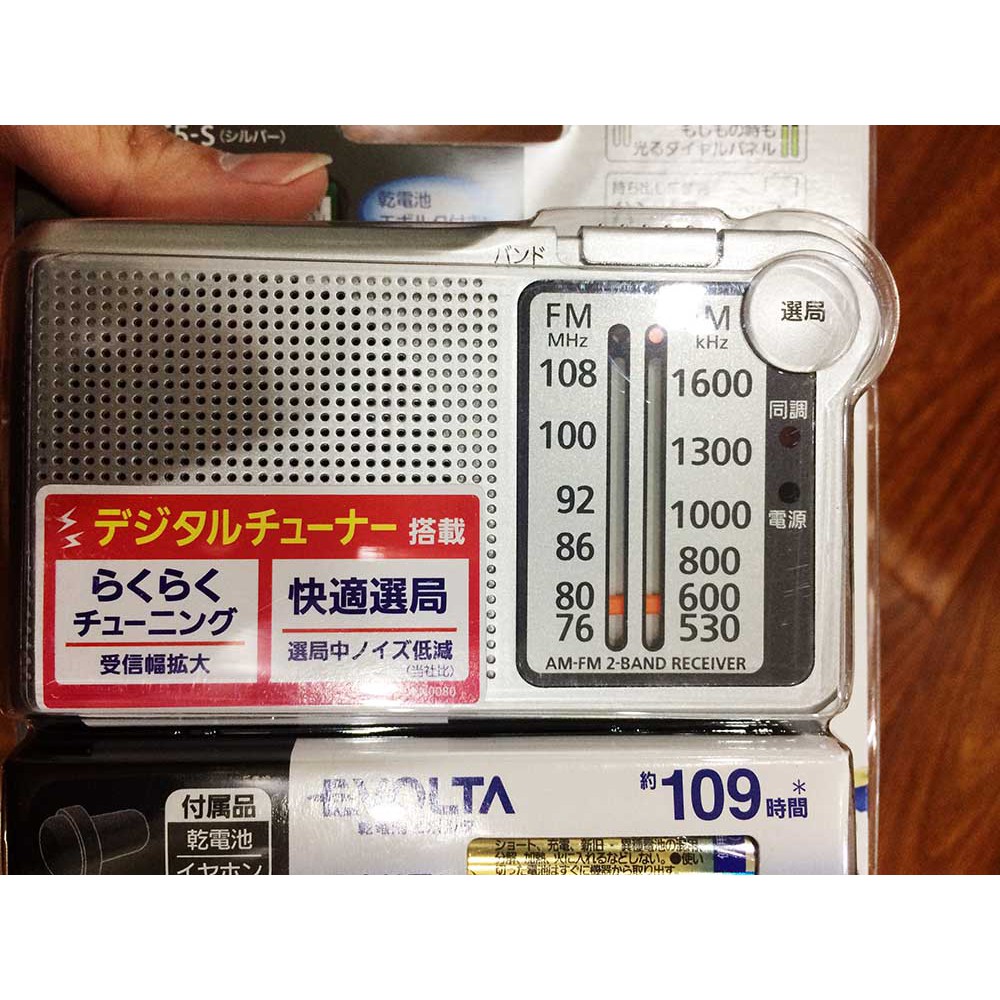 5-S (シルバー)
もしもの時も
光るダイヤルパネル
乾電池
バンド
選局
FM
MHz
kHz
108
1600
100
1300
92
1000
86
800
80
600
76
530
AM-FM 2-BAND RECEIVER
同調
電源
デジタルチューナー 搭載
らくらく
チューニング
受信幅拡大
快適選局
選局中ノイズ低減
(当社比)
付属品
乾電池
イヤホン
EVOLTA
約109時間*